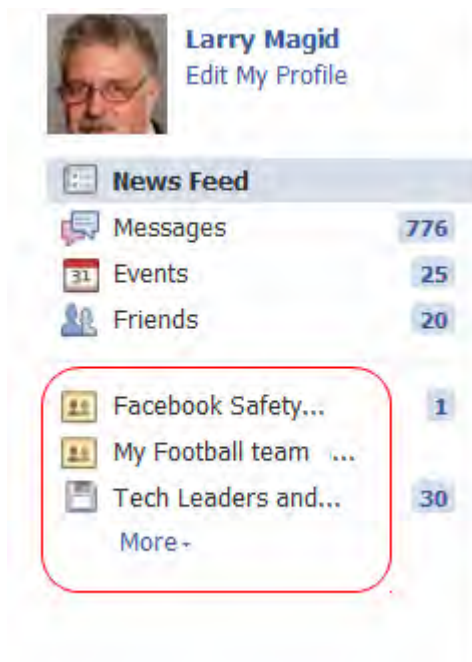 Larry Magid
Edit My Profile
News Feed
Messages 776
31 Events 25
Friends 20
Facebook Safety... 1
My Football team ...
Tech Leaders and... 30
More